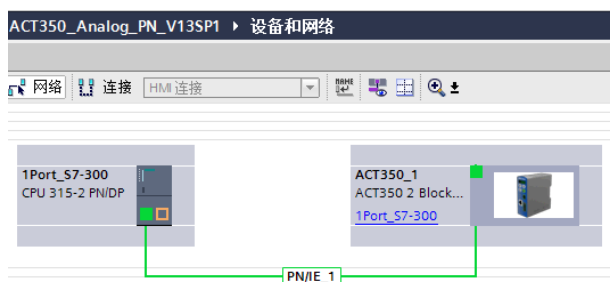 ACT350_Analog_PN_V13SP1 ▸ 设备和网络
网络 连接 HMI 连接
1Port_S7-300
CPU 315-2 PN/DP
ACT350_1
ACT350 2 Block...
1Port_S7-300
PN/IE_1